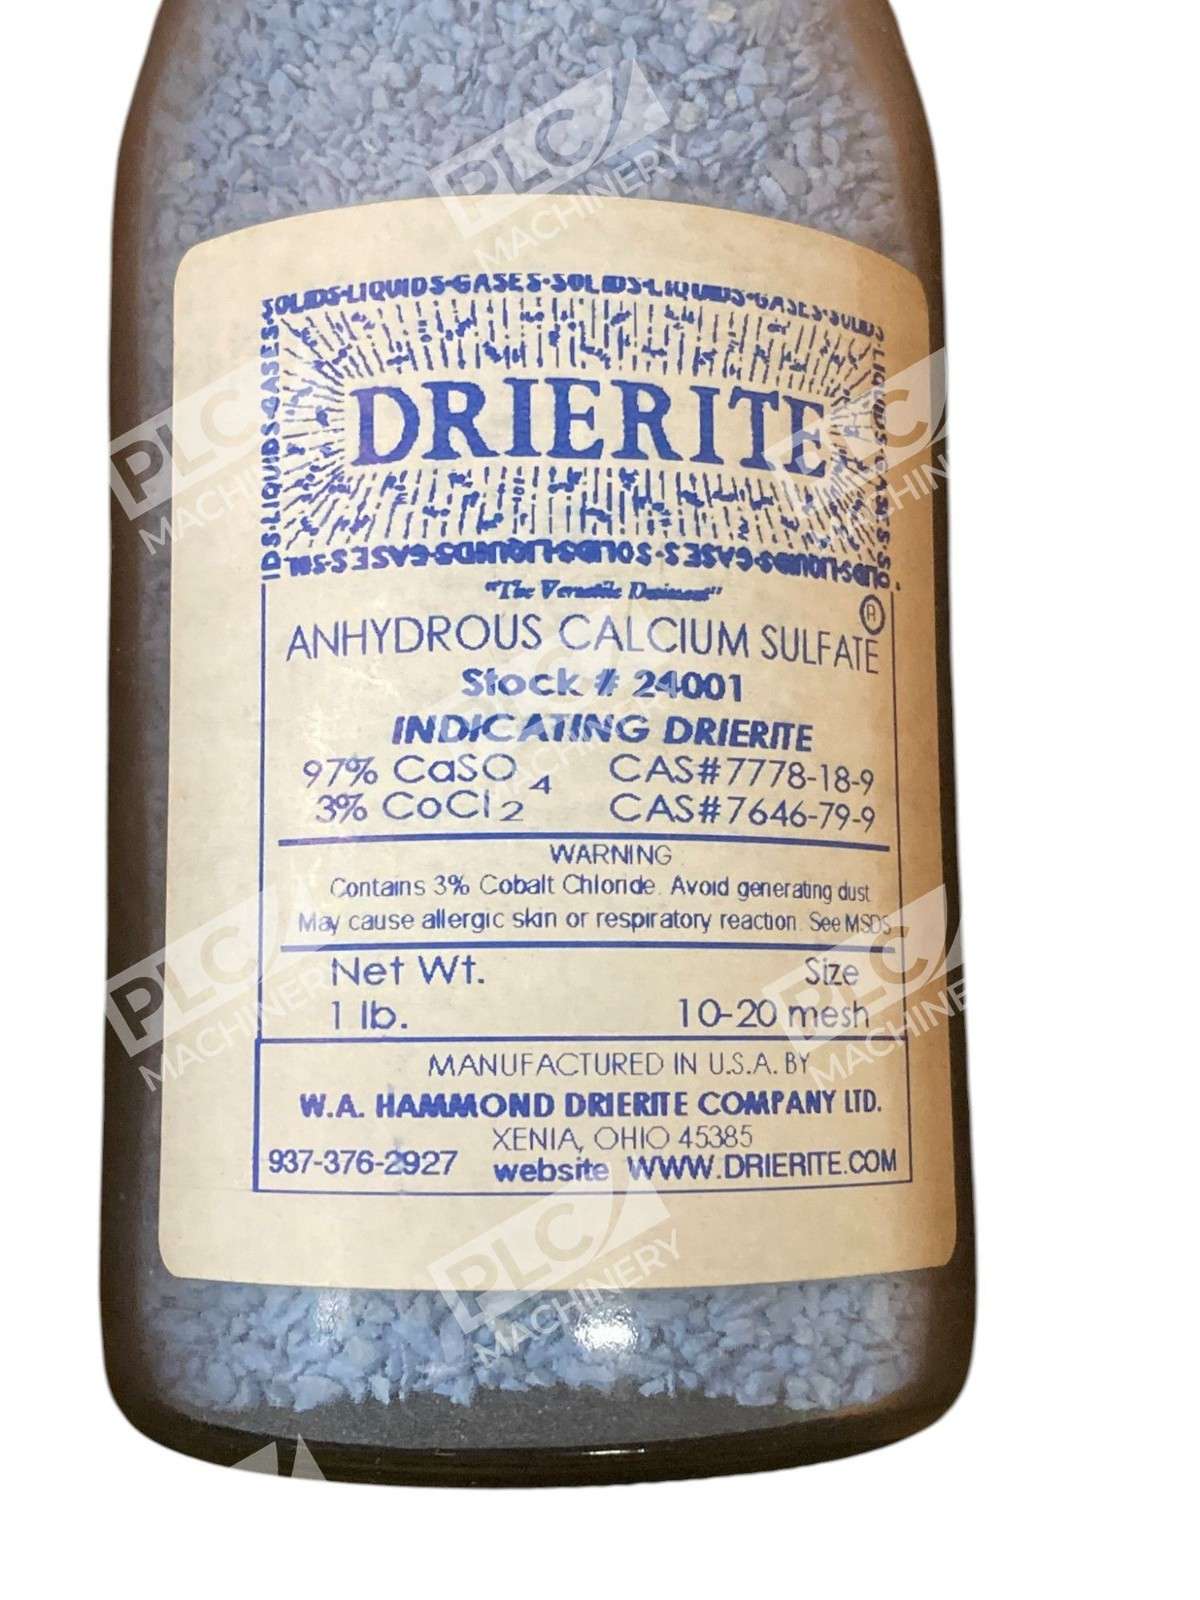 SOLIDS·LIQUIDS·GASES·SOLIDS·LIQUIDS·GASES·SOLIDS
DRIERITE
"The Versatile Desiccant"
®
ANHYDROUS CALCIUM SULFATE
Stock # 24001
INDICATING DRIERITE
97% CaSO4 CAS#7778-18-9
3% CoCl2 CAS#7646-79-9
WARNING
Contains 3% Cobalt Chloride. Avoid generating dust
May cause allergic skin or respiratory reaction. See MSDS
Net Wt. Size
1 lb. 10-20 mesh
MANUFACTURED IN U.S.A. BY
W.A. HAMMOND DRIERITE COMPANY LTD.
XENIA, OHIO 45385
937-376-2927 website WWW.DRIERITE.COM
PLC MACHINERY